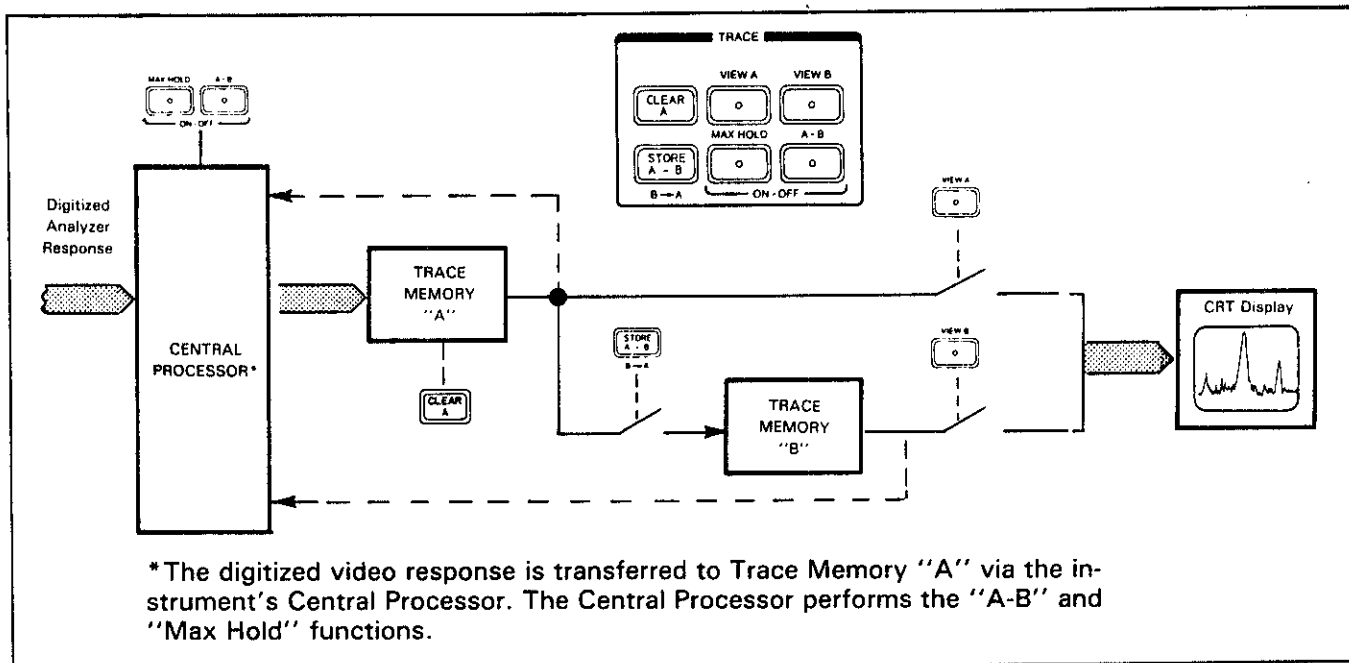 TRACE
VIEW A VIEW B
CLEAR
A
MAX HOLD A - B
STORE
A - B
B→A ON - OFF
MAX HOLD A - B
ON - OFF
Digitized
Analyzer
Response
CENTRAL
PROCESSOR*
TRACE
MEMORY
"A"
CLEAR
A
STORE
A - B
B→A
VIEW A
VIEW B
TRACE
MEMORY
"B"
CRT Display
*The digitized video response is transferred to Trace Memory "A" via the in-
strument's Central Processor. The Central Processor performs the "A-B" and
"Max Hold" functions.